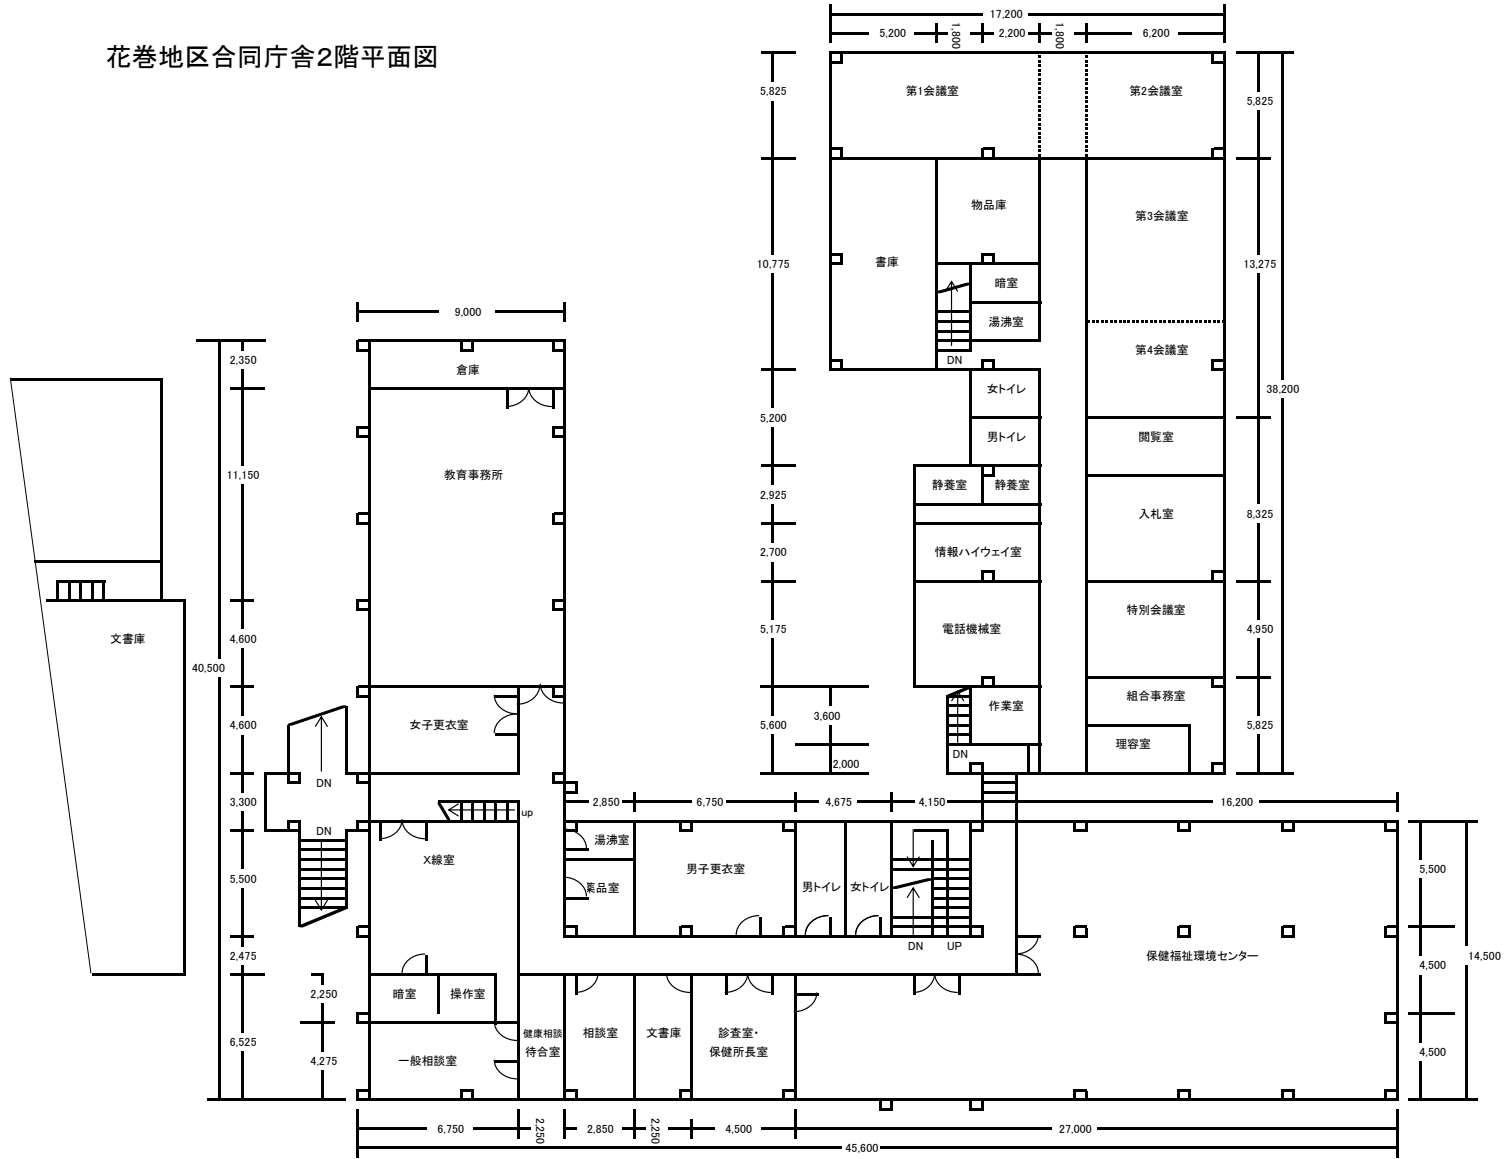 花巻地区合同庁舎2階平面図
17,200
5,200
1,800
2,200
1,800
6,200
5,825
第1会議室
第2会議室
5,825
物品庫
第3会議室
10,775
書庫
13,275
暗室
湯沸室
第4会議室
DN
38,200
9,000
2,350
倉庫
女トイレ
5,200
男トイレ
閲覧室
11,150
教育事務所
2,925
静養室
静養室
入札室
8,325
2,700
情報ハイウェイ室
特別会議室
5,175
電話機械室
4,950
文書庫
4,600
40,500
組合事務室
4,600
女子更衣室
5,600
3,600
作業室
5,825
理容室
2,000
DN
DN
3,300
2,850
6,750
4,675
4,150
16,200
up
DN
湯沸室
X線室
男子更衣室
5,500
薬品室
男トイレ
女トイレ
5,500
DN
UP
2,475
保健福祉環境センター
4,500
14,500
2,250
暗室
操作室
6,525
健康相談
待合室
相談室
文書庫
診査室・
保健所長室
4,275
一般相談室
4,500
6,750
2,250
2,850
2,250
4,500
27,000
45,600